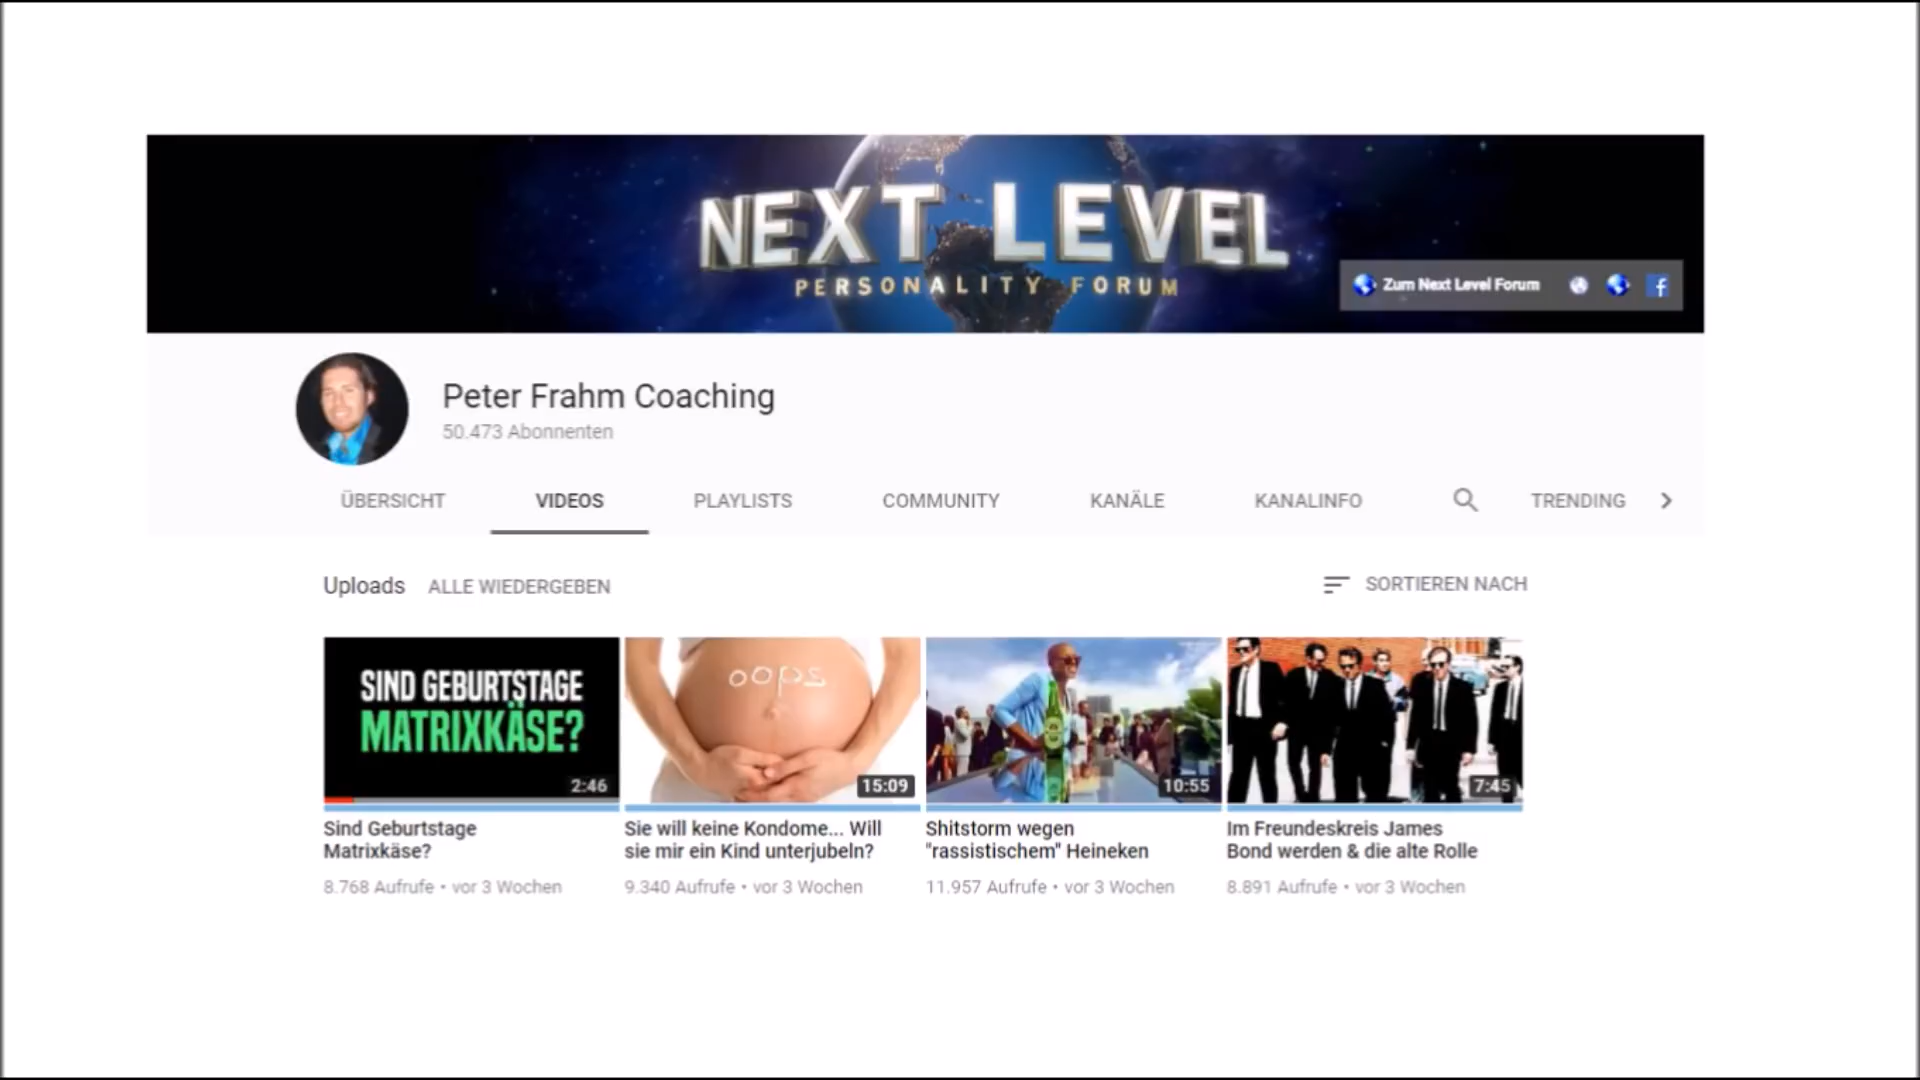 NEXT LEVEL
PERSONALITY FORUM
Zum Next Level Forum
Peter Frahm Coaching
50.473 Abonnenten
ÜBERSICHT
VIDEOS
PLAYLISTS
COMMUNITY
KANÄLE
KANALINFO
TRENDING
Uploads
ALLE WIEDERGEBEN
SORTIEREN NACH
SIND GEBURTSTAGE
MATRIXKÄSE?
2:46
Sind Geburtstage
Matrixkäse?
8.768 Aufrufe • vor 3 Wochen
oops
15:09
Sie will keine Kondome... Will
sie mir ein Kind unterjubeln?
9.340 Aufrufe • vor 3 Wochen
10:55
Shitstorm wegen
"rassistischem" Heineken
11.957 Aufrufe • vor 3 Wochen
7:45
Im Freundeskreis James
Bond werden & die alte Rolle
8.891 Aufrufe • vor 3 Wochen